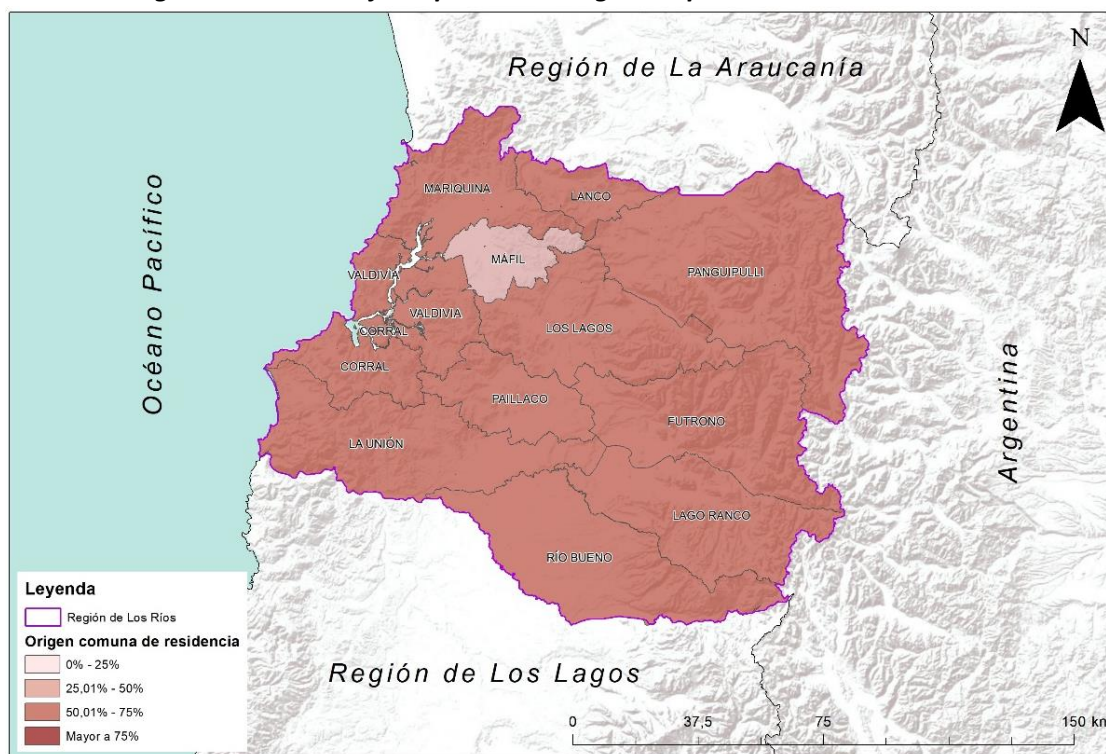 N
Región de La Araucanía
Océano Pacífico
Argentina
MARIQUINA
LANCO
MÁFIL
PANGUIPULLI
VALDIVIA
VALDIVIA
LOS LAGOS
CORRAL
CORRAL
PAILLACO
FUTRONO
LA UNIÓN
LAGO RANCO
RÍO BUENO
Región de Los Lagos
Leyenda
Región de Los Ríos
Origen comuna de residencia
0% - 25%
25,01% - 50%
50,01% - 75%
Mayor a 75%
0 37,5 75 150 km